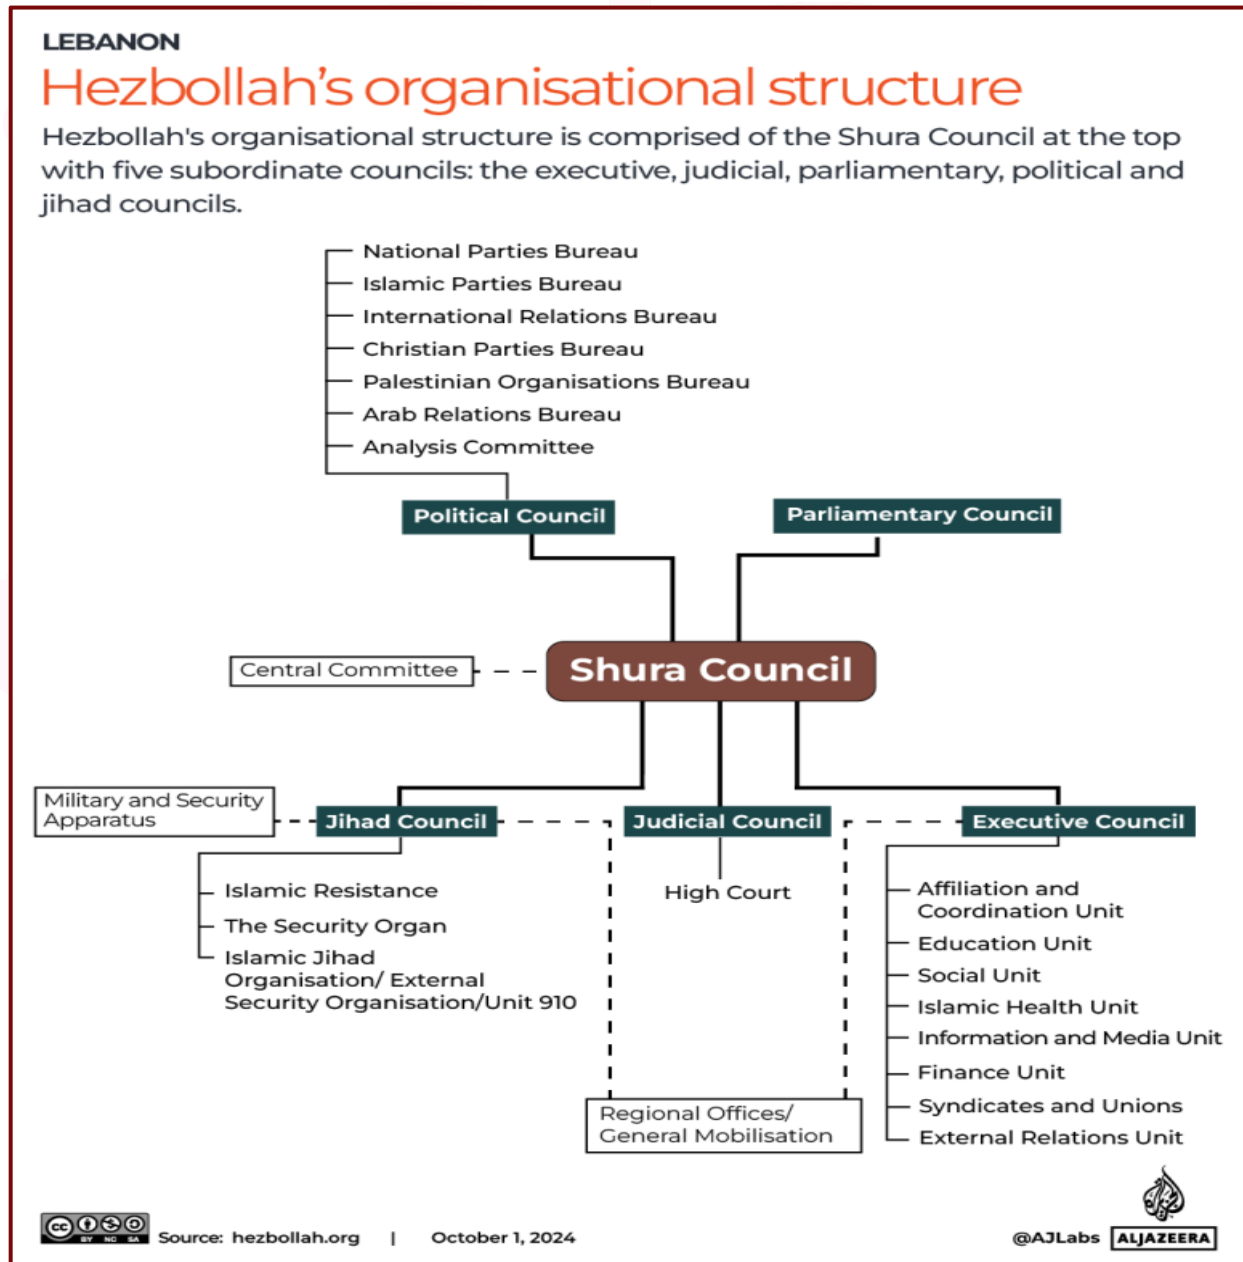 LEBANON
Hezbollah's organisational structure
Hezbollah's organisational structure is comprised of the Shura Council at the top
with five subordinate councils: the executive, judicial, parliamentary, political and
jihad councils.
National Parties Bureau
Islamic Parties Bureau
International Relations Bureau
Christian Parties Bureau
Palestinian Organisations Bureau
Arab Relations Bureau
Analysis Committee
Political Council
Parliamentary Council
Central Committee
Shura Council
Military and Security
Apparatus
Jihad Council
Judicial Council
Executive Council
Islamic Resistance
The Security Organ
Islamic Jihad
Organisation/ External
Security Organisation/Unit 910
High Court
Affiliation and
Coordination Unit
Education Unit
Social Unit
Islamic Health Unit
Information and Media Unit
Finance Unit
Syndicates and Unions
External Relations Unit
Regional Offices/
General Mobilisation
cc
BY NC SA
Source: hezbollah.org | October 1, 2024
@AJLabs
ALJAZEERA